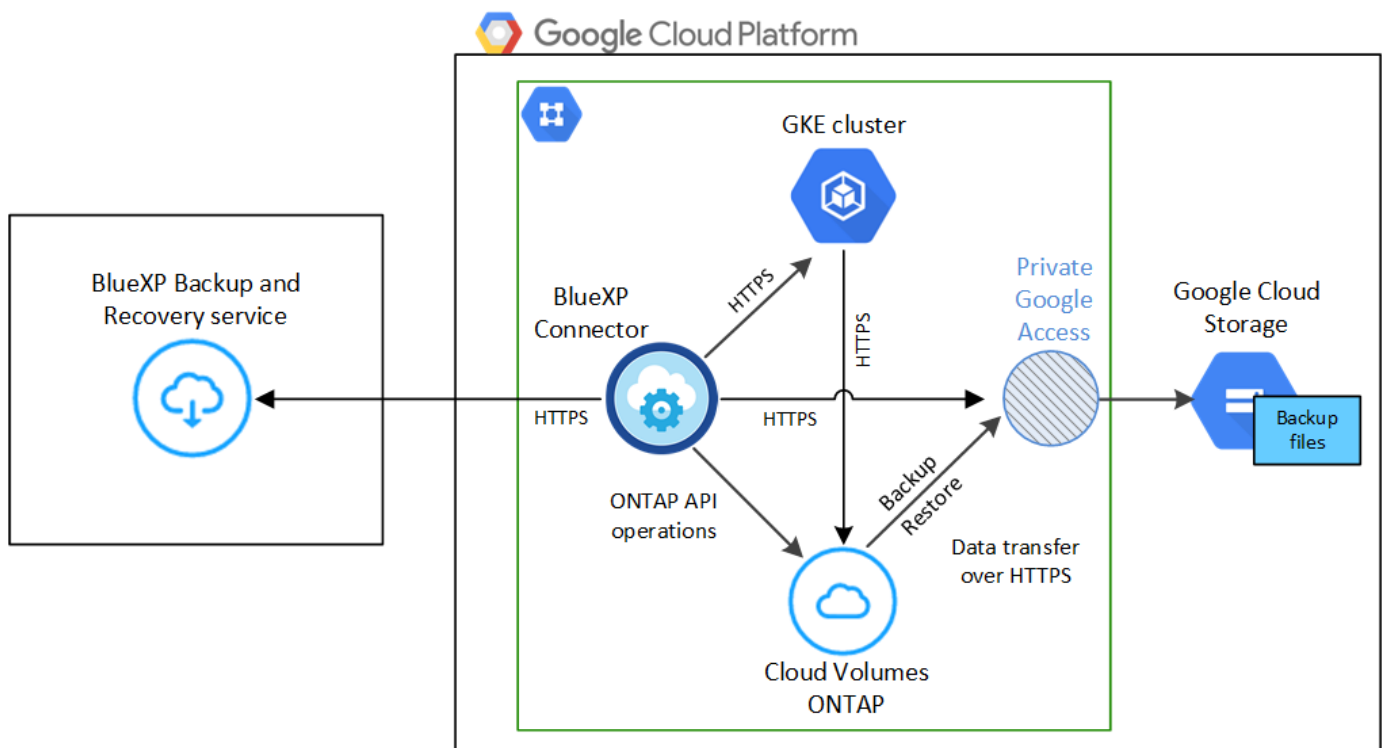 Google Cloud Platform
GKE cluster
BlueXP Backup and
Recovery service
BlueXP
Connector
HTTPS
HTTPS
Private
Google
Access
Google Cloud
Storage
HTTPS
HTTPS
Backup
files
ONTAP API
operations
Backup
Restore
Data transfer
over HTTPS
Cloud Volumes
ONTAP